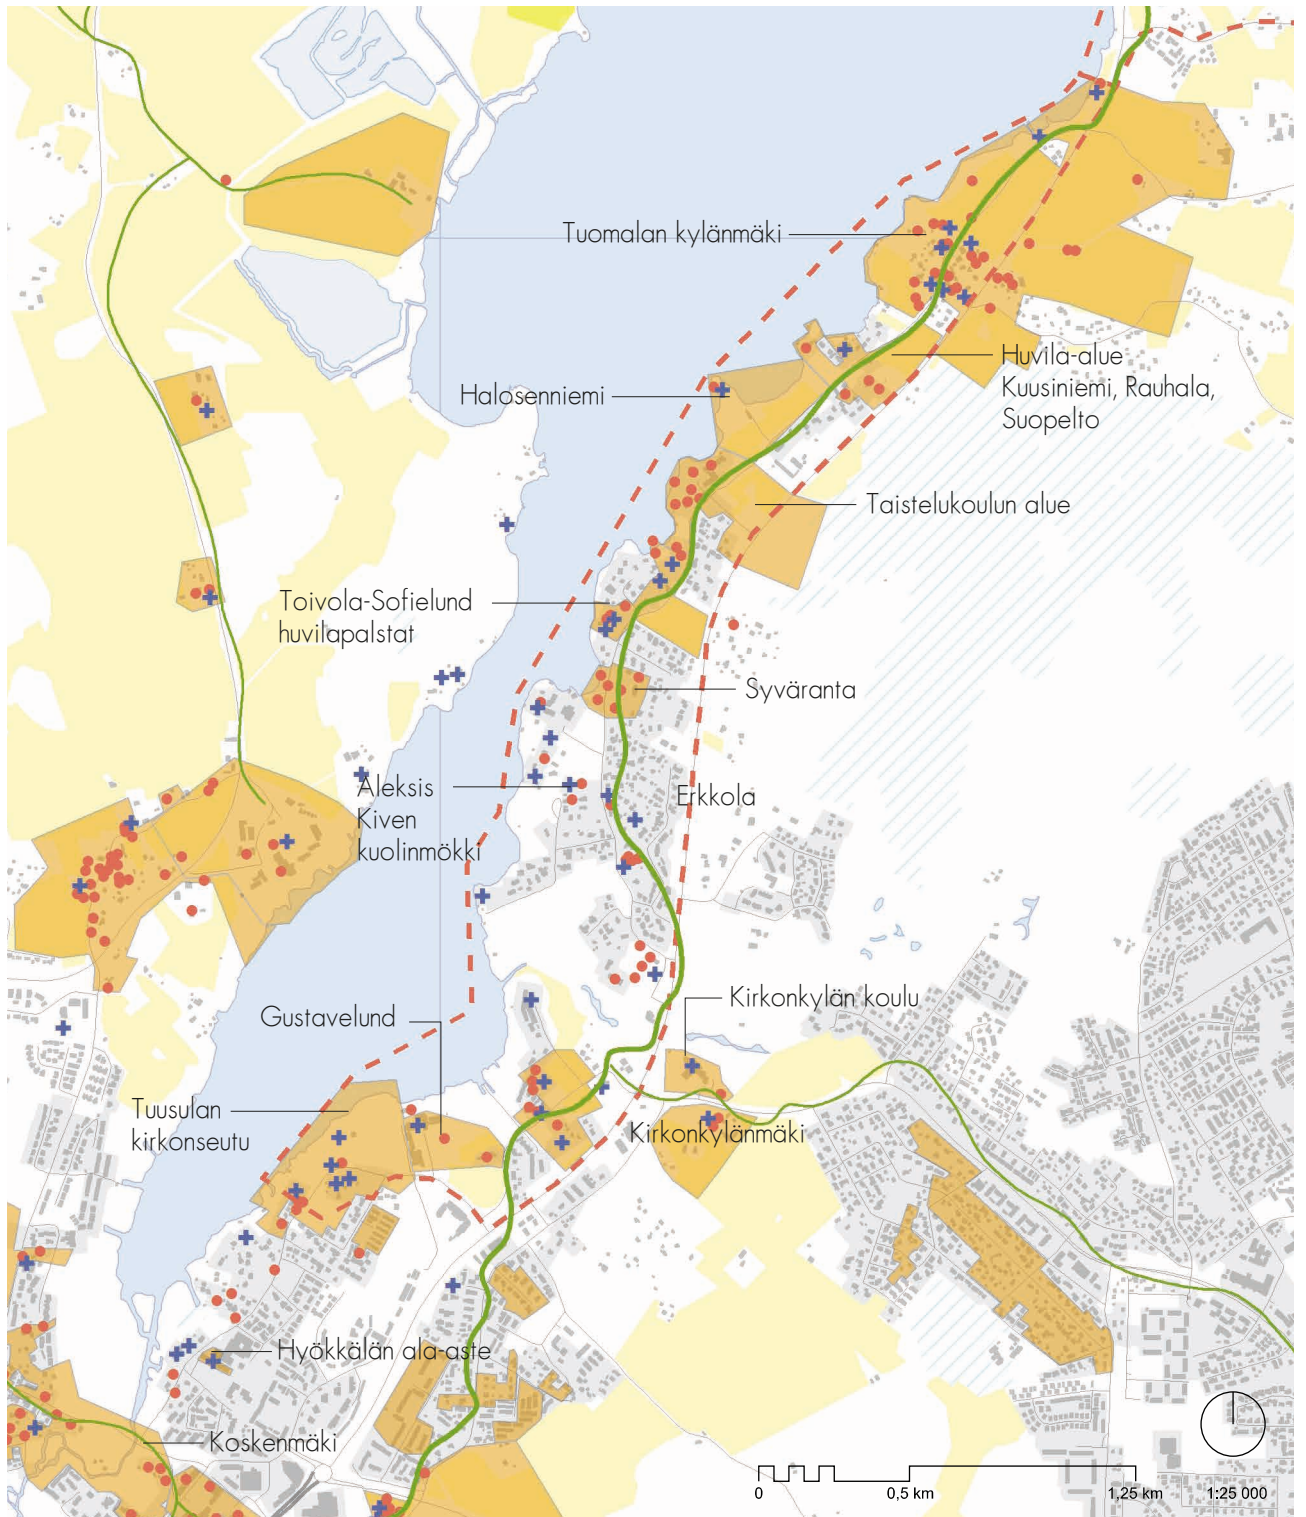 Tuomalan kylänmäki
Huvila-alue
Kuusiniemi, Rauhala,
Suopelto
Halosenniemi
Taistelukoulun alue
Toivola-Sofielund
huvilapalstat
Syväranta
Aleksis
Kiven
kuolinmökki
Erkkola
Kirkonkylän koulu
Gustavelund
Tuusulan
kirkonseutu
Kirkonkylänmäki
Hyökkälän ala-aste
Koskenmäki
0 0,5 km 1,25 km 1:25 000